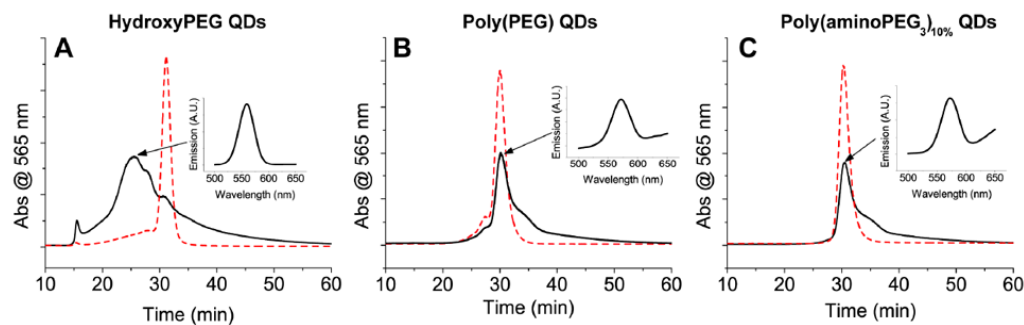 HydroxyPEG QDs
Poly(PEG) QDs
Poly(aminoPEG3)10% QDs
A
Abs @ 565 nm
Emission (A.U.)
500 550 600 650
Wavelength (nm)
10 20 30 40 50 60
Time (min)
B
Abs @ 565 nm
Emission (A.U.)
500 550 600 650
Wavelength (nm)
10 20 30 40 50 60
Time (min)
C
Abs @ 565 nm
Emission (A.U.)
500 550 600 650
Wavelength (nm)
10 20 30 40 50 60
Time (min)